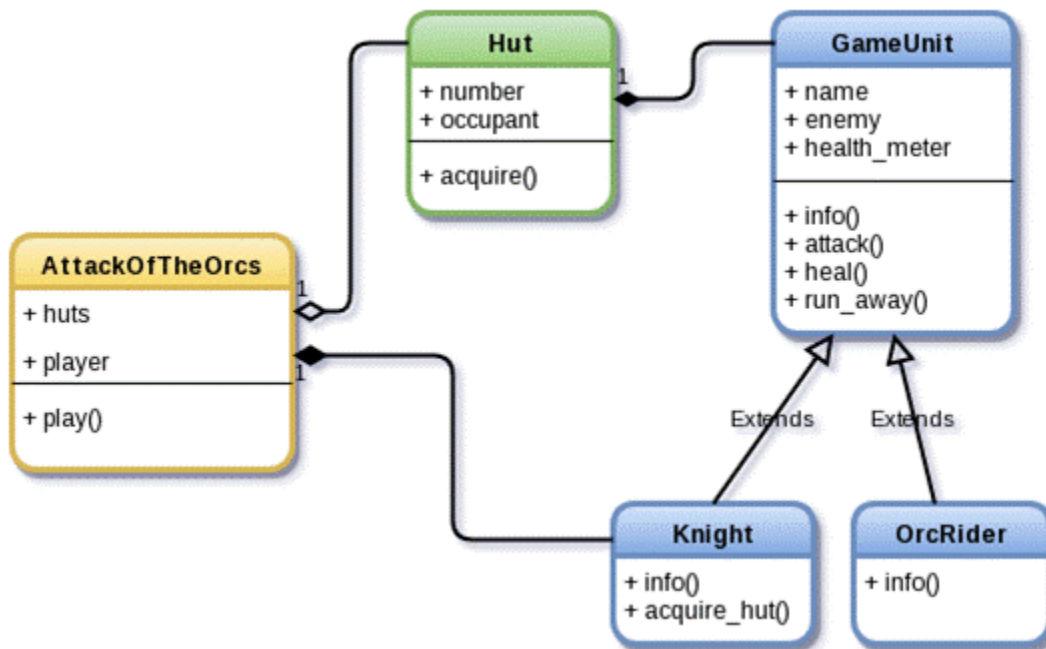 Hut
+ number
+ occupant
+ acquire()
1
GameUnit
+ name
+ enemy
+ health_meter
+ info()
+ attack()
+ heal()
+ run_away()
AttackOfTheOrcs
+ huts
+ player
+ play()
1
1
Extends
Extends
Knight
+ info()
+ acquire_hut()
OrcRider
+ info()